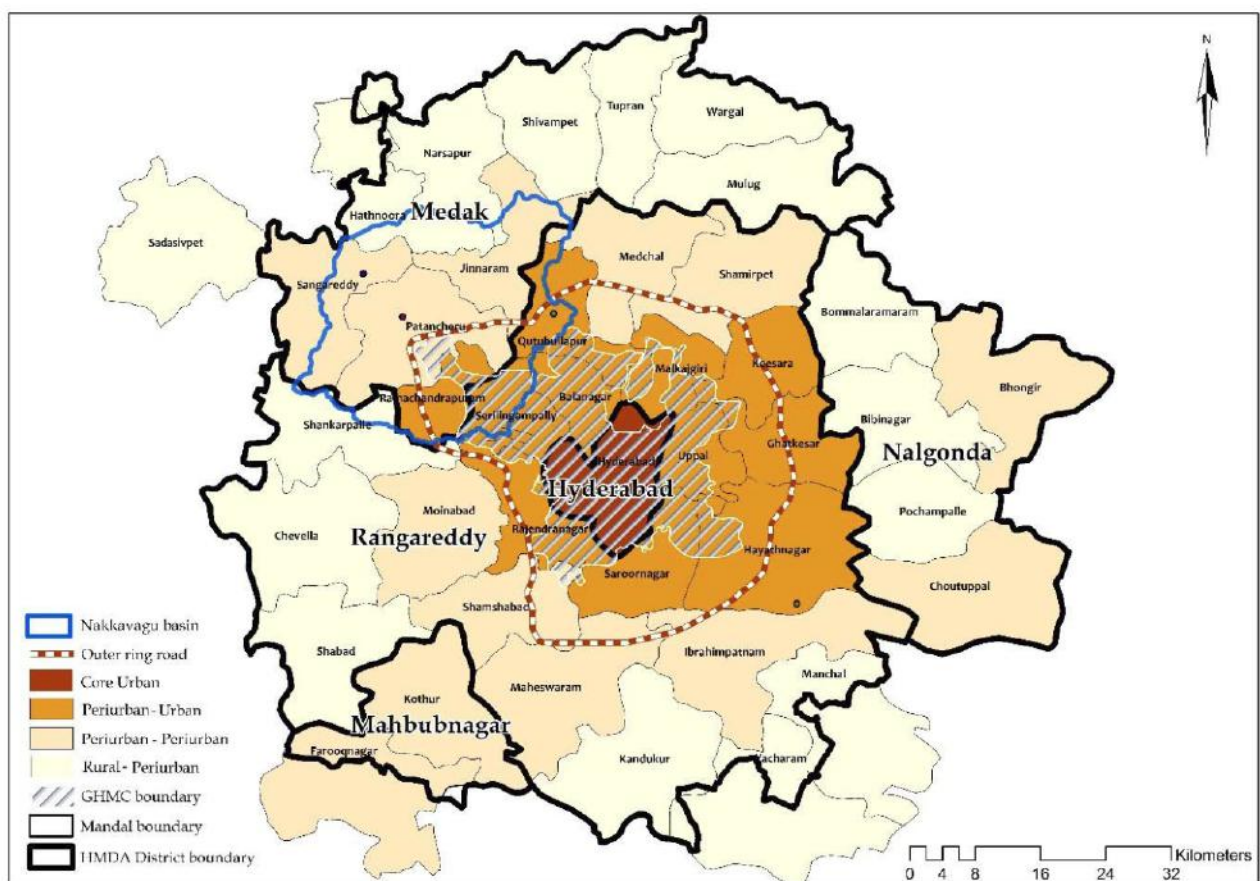 N
Tupran
Wargal
Shivampet
Narsapur
Mulug
Hathnoora
Medak
Sadasivpet
Medchal
Jinnaram
Shamirpet
Sangareddy
Bommalaramaram
Patancheru
Qutubullapur
Malkajgiri
Keesara
Bhongir
Ramachandrapuram
Balanagar
Serilingampally
Bibinagar
Shankarpalle
Ghatkesar
Uppal
Nalgonda
Hyderabad
Hyderabad
Moinabad
Pochampalle
Chevella
Rangareddy
Rajendranagar
Hayathnagar
Saroornagar
Choutuppal
Shamshabad
Shabad
Ibrahimpatnam
Manchal
Maheswaram
Kothur
Mahbubnagar
Farooqnagar
Kandukur
Yacharam
Nakkavagu basin
Outer ring road
Core Urban
Periurban - Urban
Periurban - Periurban
Rural - Periurban
GHMC boundary
Mandal boundary
HMDA District boundary
Kilometers
0 4 8 16 24 32